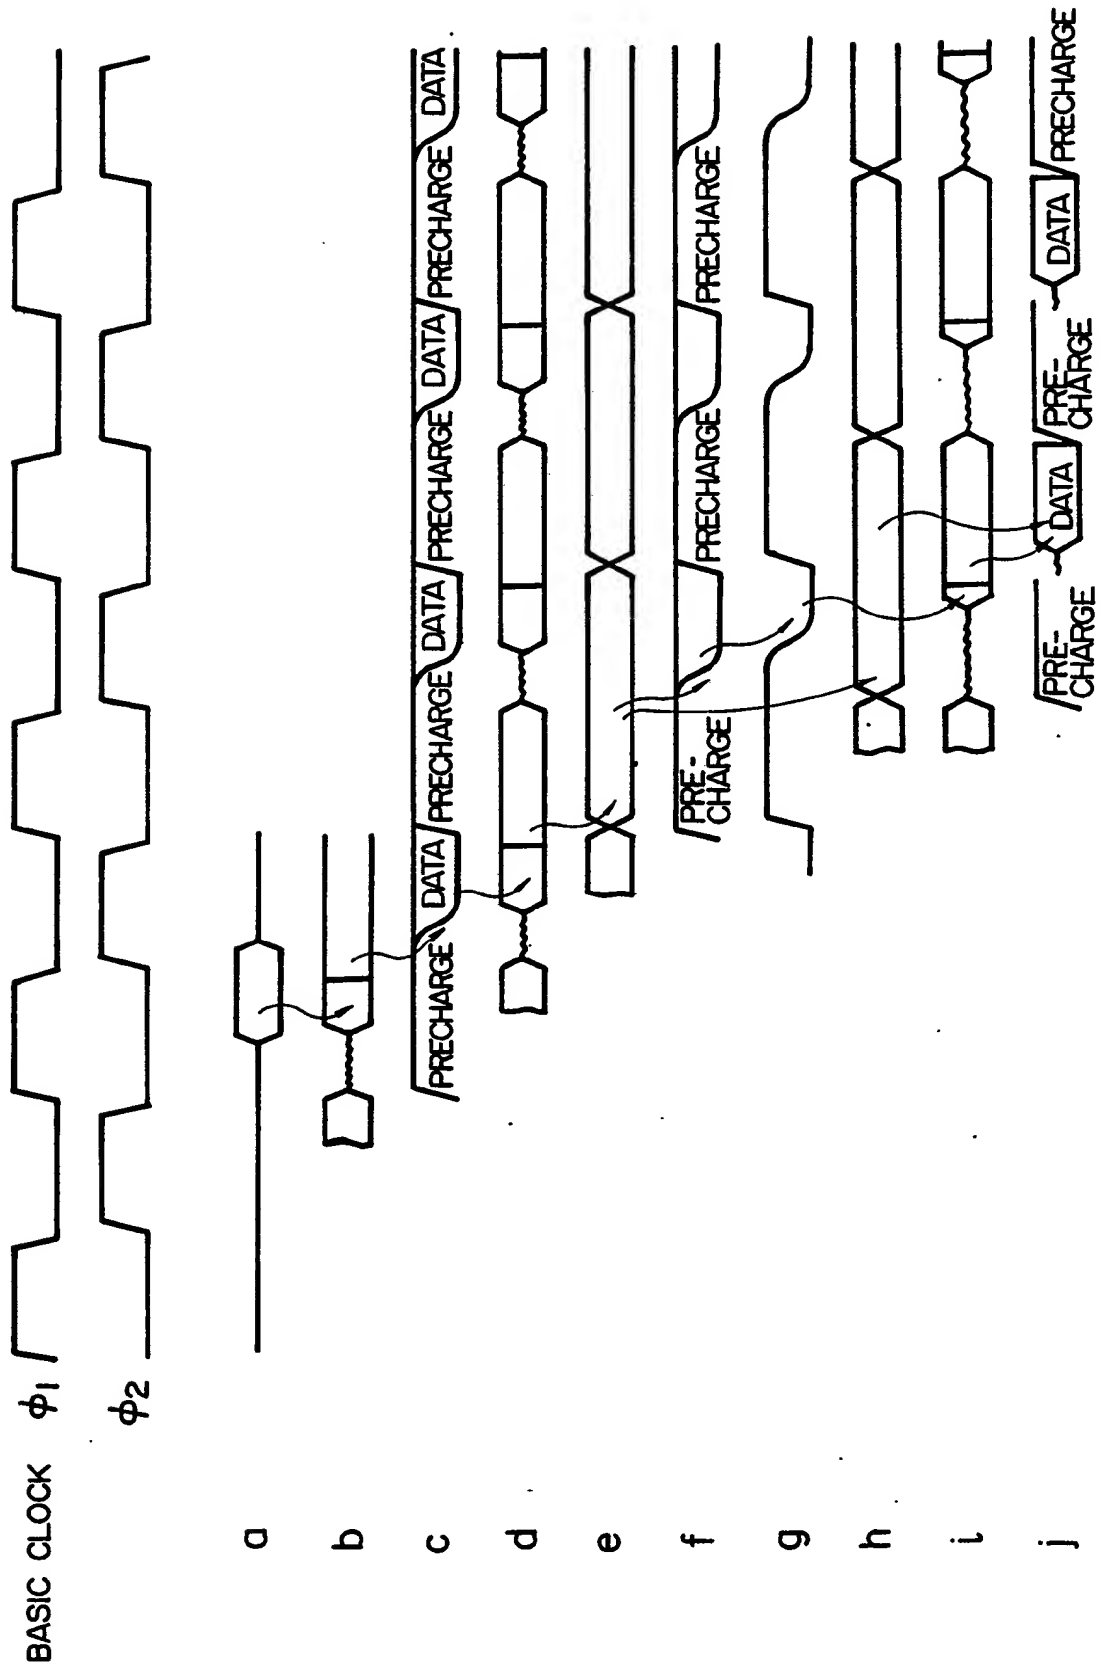 BASIC CLOCK φ1
φ2
a
b
c PRECHARGE DATA PRECHARGE DATA PRECHARGE DATA PRECHARGE DATA
d
e
f PRE-
CHARGE PRECHARGE PRECHARGE
g
h
i
j PRE-
CHARGE DATA PRE-
CHARGE DATA PRECHARGE